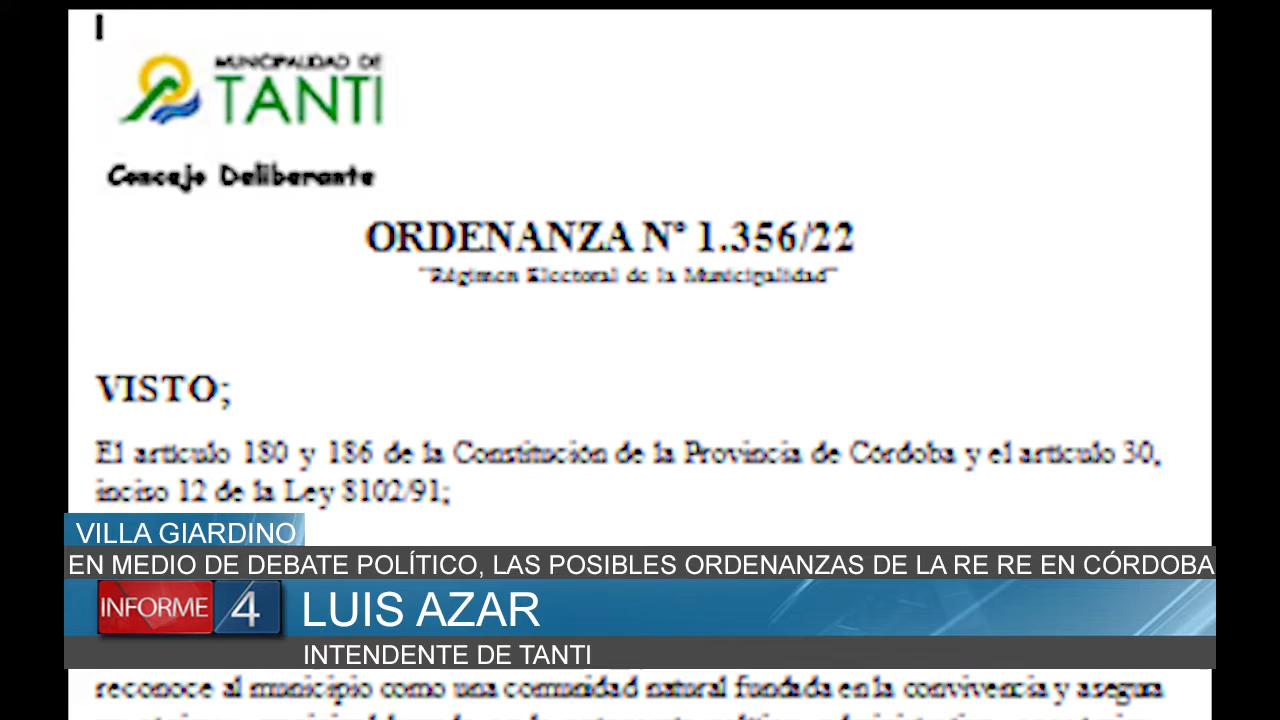 MUNICIPALIDAD DE
TANTI
Concejo Deliberante
ORDENANZA Nº 1.356/22
"Régimen Electoral de la Municipalidad"
VISTO;
El artículo 180 y 186 de la Constitución de la Provincia de Córdoba y el artículo 30,
inciso 12 de la Ley 8102/91;
VILLA GIARDINO
EN MEDIO DE DEBATE POLÍTICO, LAS POSIBLES ORDENANZAS DE LA RE RE EN CÓRDOBA
INFORME 4
LUIS AZAR
INTENDENTE DE TANTI
reconoce al municipio como una comunidad natural fundada en la convivencia y asegura